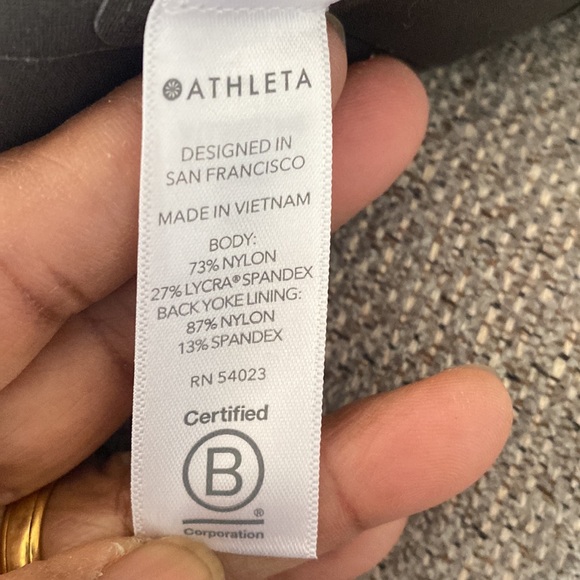 ATHLETA
DESIGNED IN
SAN FRANCISCO
MADE IN VIETNAM
BODY:
73% NYLON
27% LYCRA® SPANDEX
BACK YOKE LINING:
87% NYLON
13% SPANDEX
RN 54023
Certified
B
®
Corporation